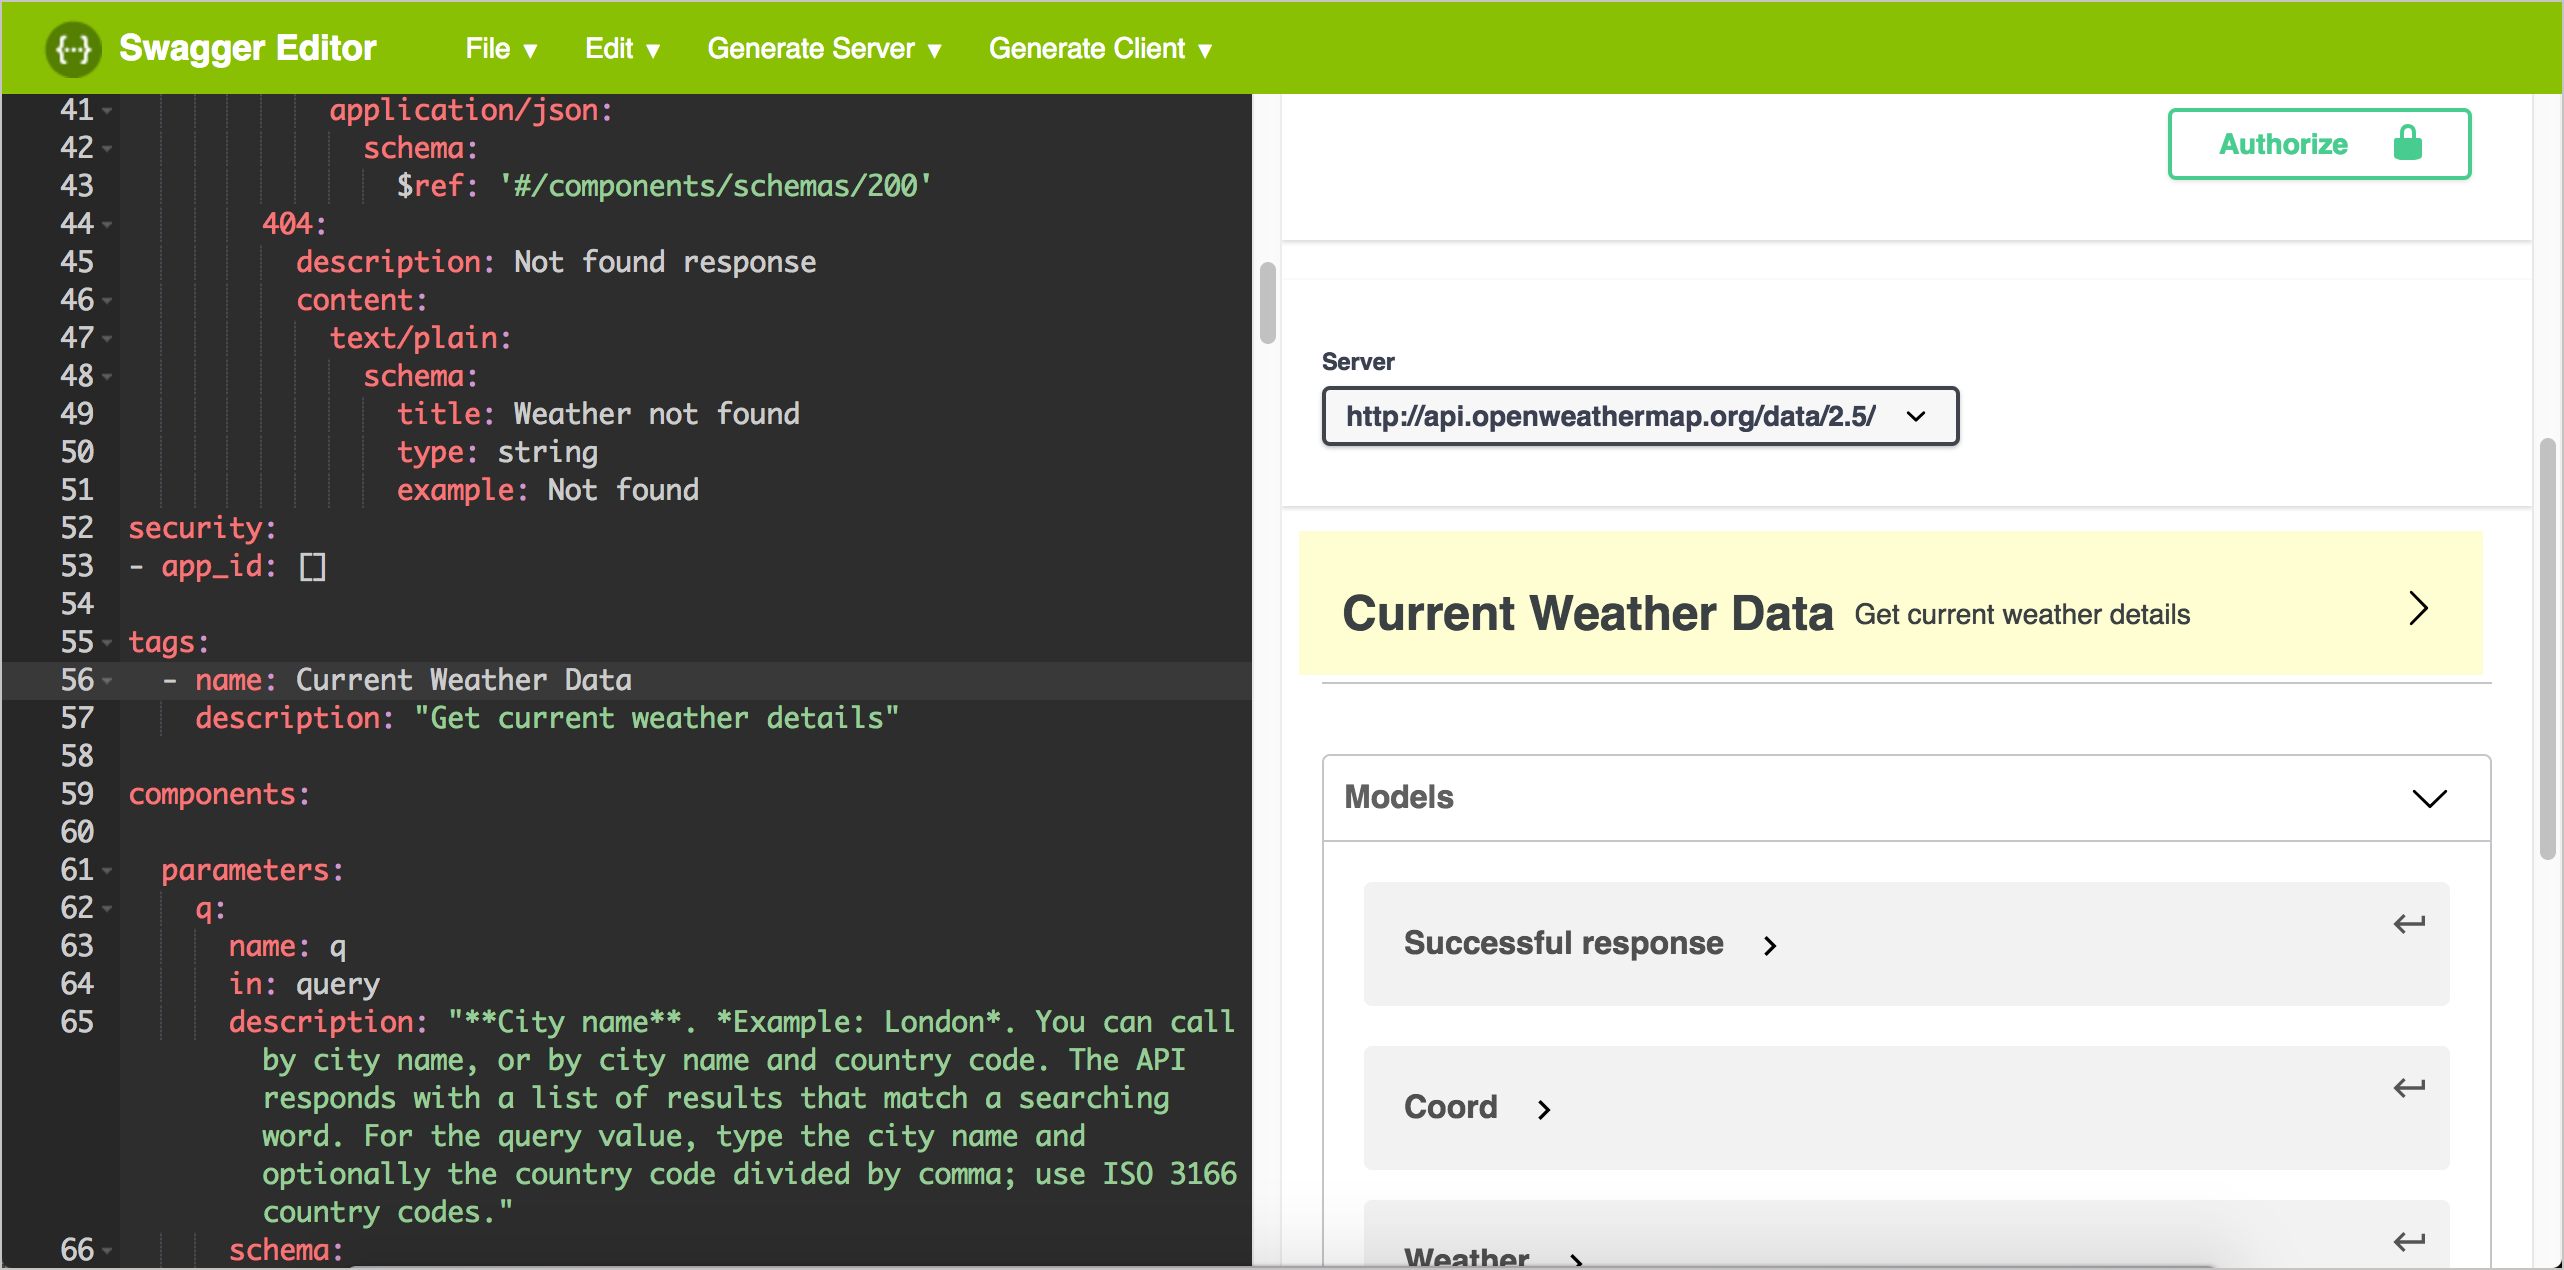 Swagger Editor File ▼ Edit ▼ Generate Server ▼ Generate Client ▼
41 application/json:
42 schema:
43 $ref: '#/components/schemas/200'
44 404:
45 description: Not found response
46 content:
47 text/plain:
48 schema:
49 title: Weather not found
50 type: string
51 example: Not found
52 security:
53 - app_id: []
54
55 tags:
56 - name: Current Weather Data
57 description: "Get current weather details"
58
59 components:
60
61 parameters:
62 q:
63 name: q
64 in: query
65 description: "**City name**. *Example: London*. You can call
by city name, or by city name and country code. The API
responds with a list of results that match a searching
word. For the query value, type the city name and
optionally the country code divided by comma; use ISO 3166
country codes."
66 schema:
Authorize
Server
http://api.openweathermap.org/data/2.5/
Current Weather Data Get current weather details
Models
Successful response
Coord
Weather